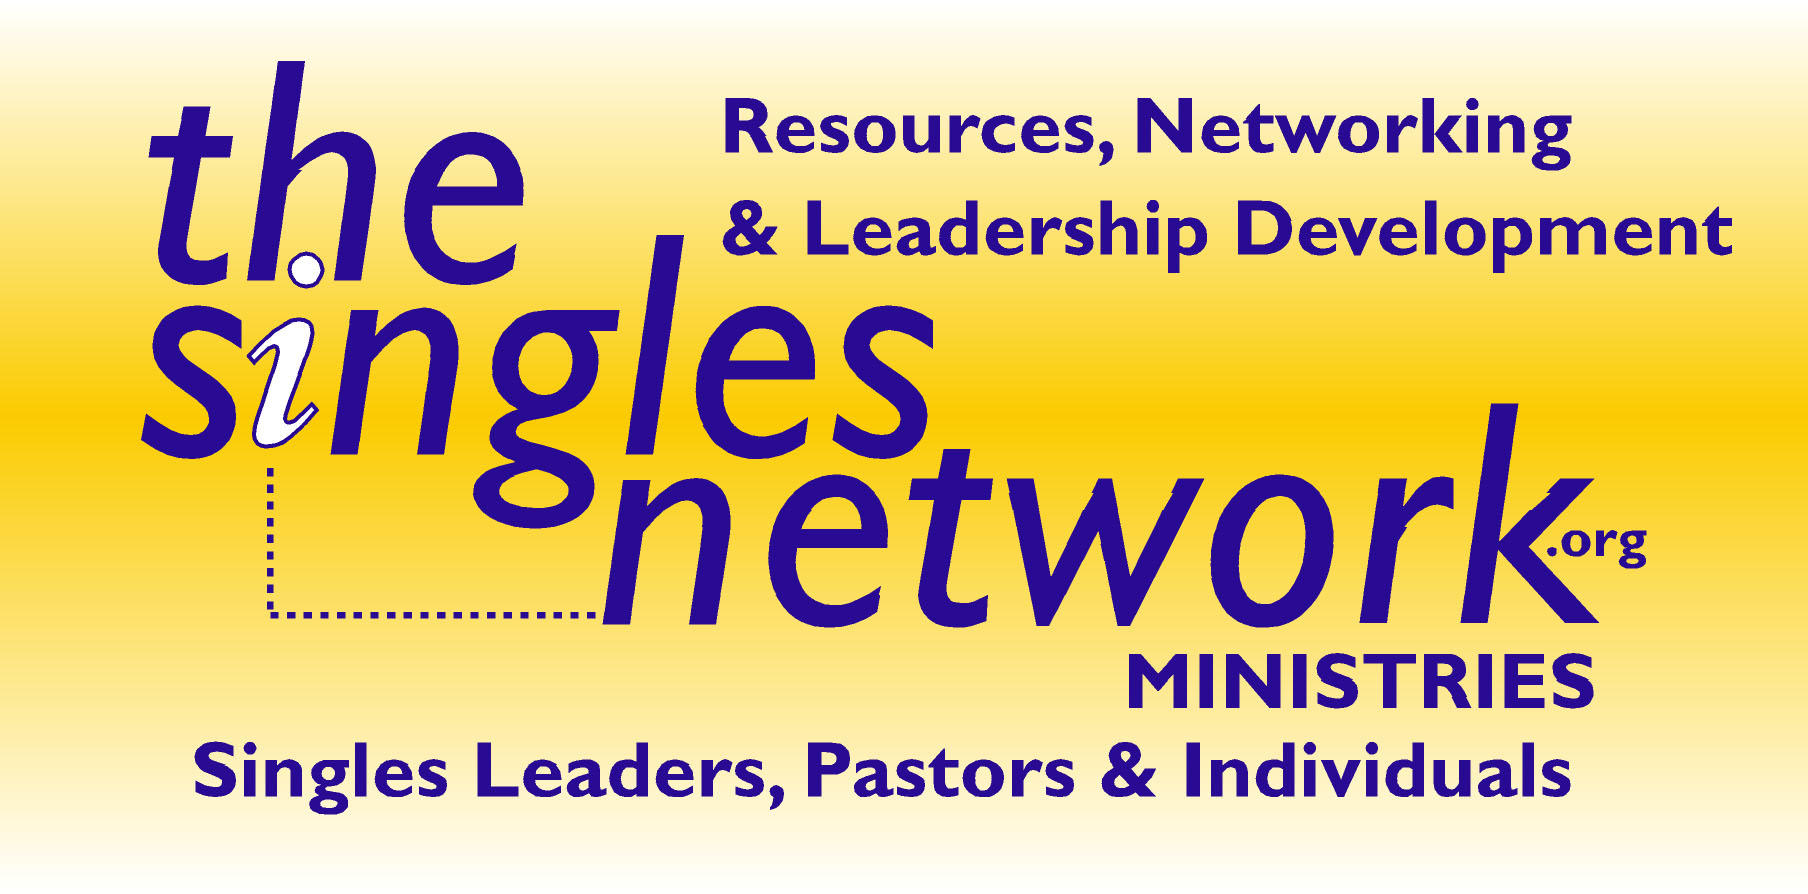 the
Resources, Networking
& Leadership Development
singles
network.org
MINISTRIES
Singles Leaders, Pastors & Individuals